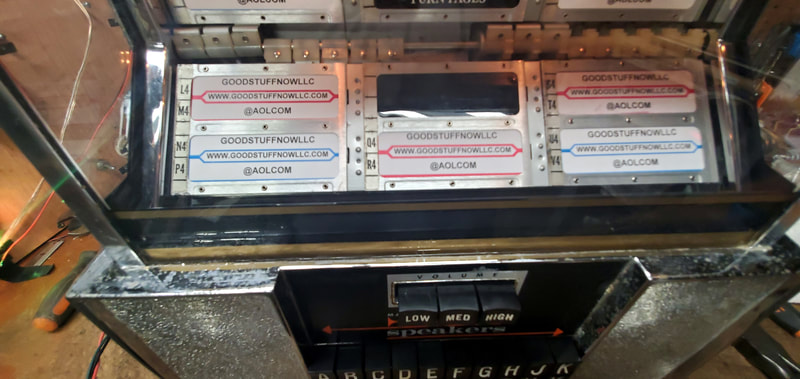 @AOLCOM
TURNTABLES
@AOLCOM
L4
GOODSTUFFNOWLLC
WWW.GOODSTUFFNOWLLC.COM
M4
@AOLCOM
N4
GOODSTUFFNOWLLC
WWW.GOODSTUFFNOWLLC.COM
P4
@AOLCOM
Q4
GOODSTUFFNOWLLC
WWW.GOODSTUFFNOWLLC.COM
R4
@AOLCOM
GOODSTUFFNOWLLC
WWW.GOODSTUFFNOWLLC.COM
T4
@AOLCOM
U4
GOODSTUFFNOWLLC
WWW.GOODSTUFFNOWLLC.COM
V4
@AOLCOM
VOLUME
LOW MED HIGH
speakers
A B C D E F G H J K